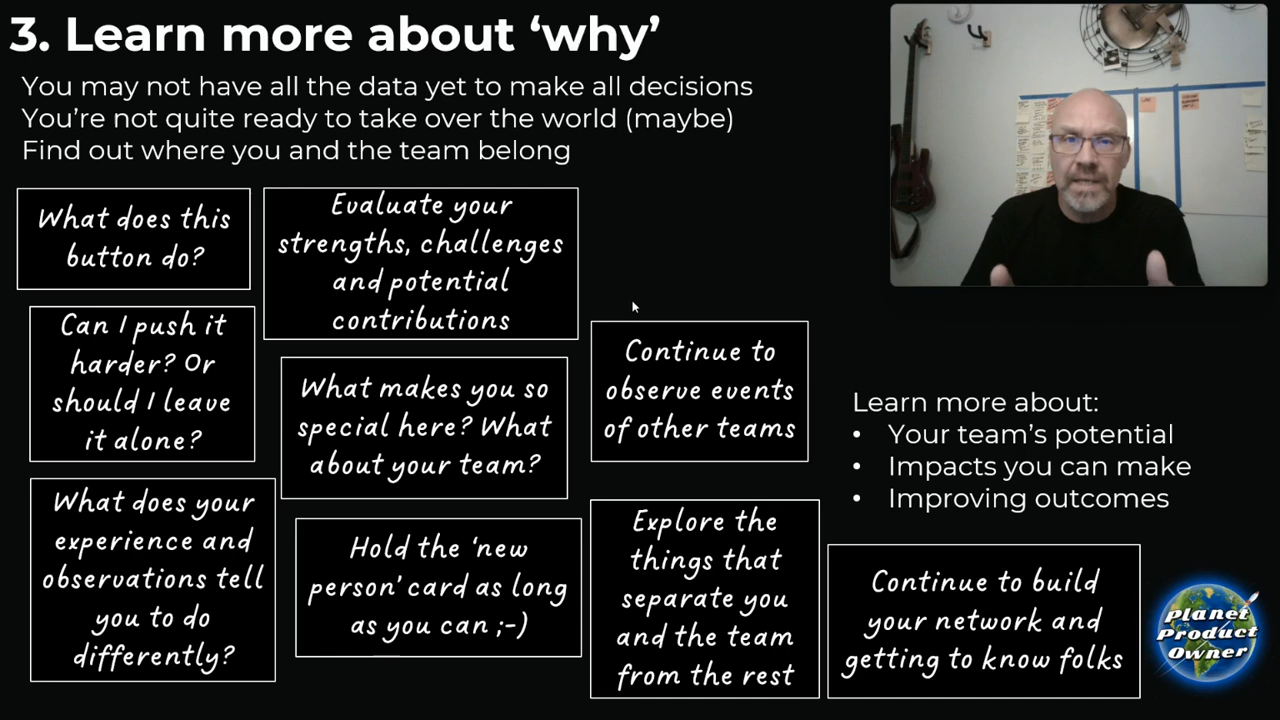 3. Learn more about ‘why’
You may not have all the data yet to make all decisions
You’re not quite ready to take over the world (maybe)
Find out where you and the team belong
What does this
button do?
Can I push it
harder? Or
should I leave
it alone?
What does your
experience and
observations tell
you to do
differently?
Evaluate your
strengths, challenges
and potential
contributions
What makes you so
special here? What
about your team?
Hold the ‘new
person’ card as long
as you can ;-)
Continue to
observe events
of other teams
Explore the
things that
separate you
and the team
from the rest
Learn more about:
• Your team’s potential
• Impacts you can make
• Improving outcomes
Continue to build
your network and
getting to know folks
Planet
Product
Owner